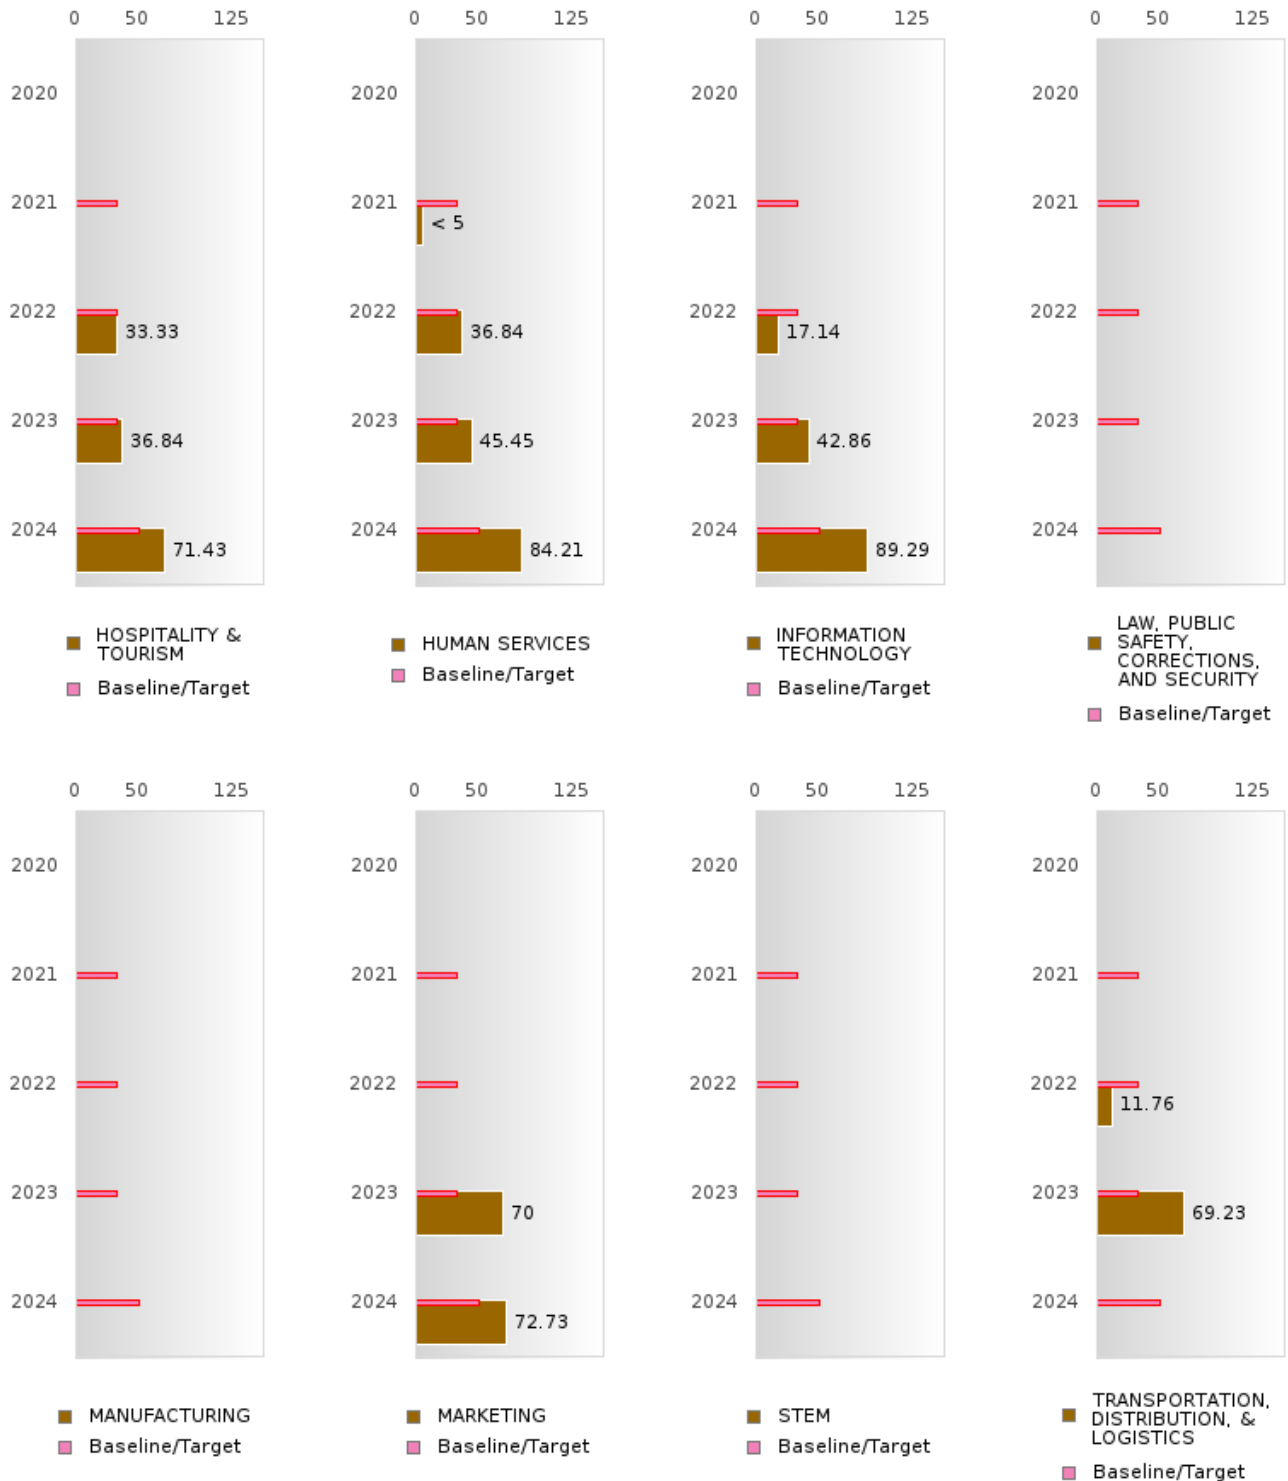 0 50 125 0 50 125 0 50 125 0 50 125
2020 2020 2020 2020
2021 2021 2021 2021
< 5
2022 2022 2022 2022
33.33 36.84 17.14
2023 2023 2023 2023
36.84 45.45 42.86
2024 2024 2024 2024
71.43 84.21 89.29
HOSPITALITY &
TOURISM
Baseline/Target
HUMAN SERVICES
Baseline/Target
INFORMATION
TECHNOLOGY
Baseline/Target
LAW, PUBLIC
SAFETY,
CORRECTIONS,
AND SECURITY
Baseline/Target
0 50 125 0 50 125 0 50 125 0 50 125
2020 2020 2020 2020
2021 2021 2021 2021
2022 2022 2022 2022
11.76
2023 2023 2023 2023
70 69.23
2024 2024 2024 2024
72.73
MANUFACTURING
Baseline/Target
MARKETING
Baseline/Target
STEM
Baseline/Target
TRANSPORTATION,
DISTRIBUTION, &
LOGISTICS
Baseline/Target